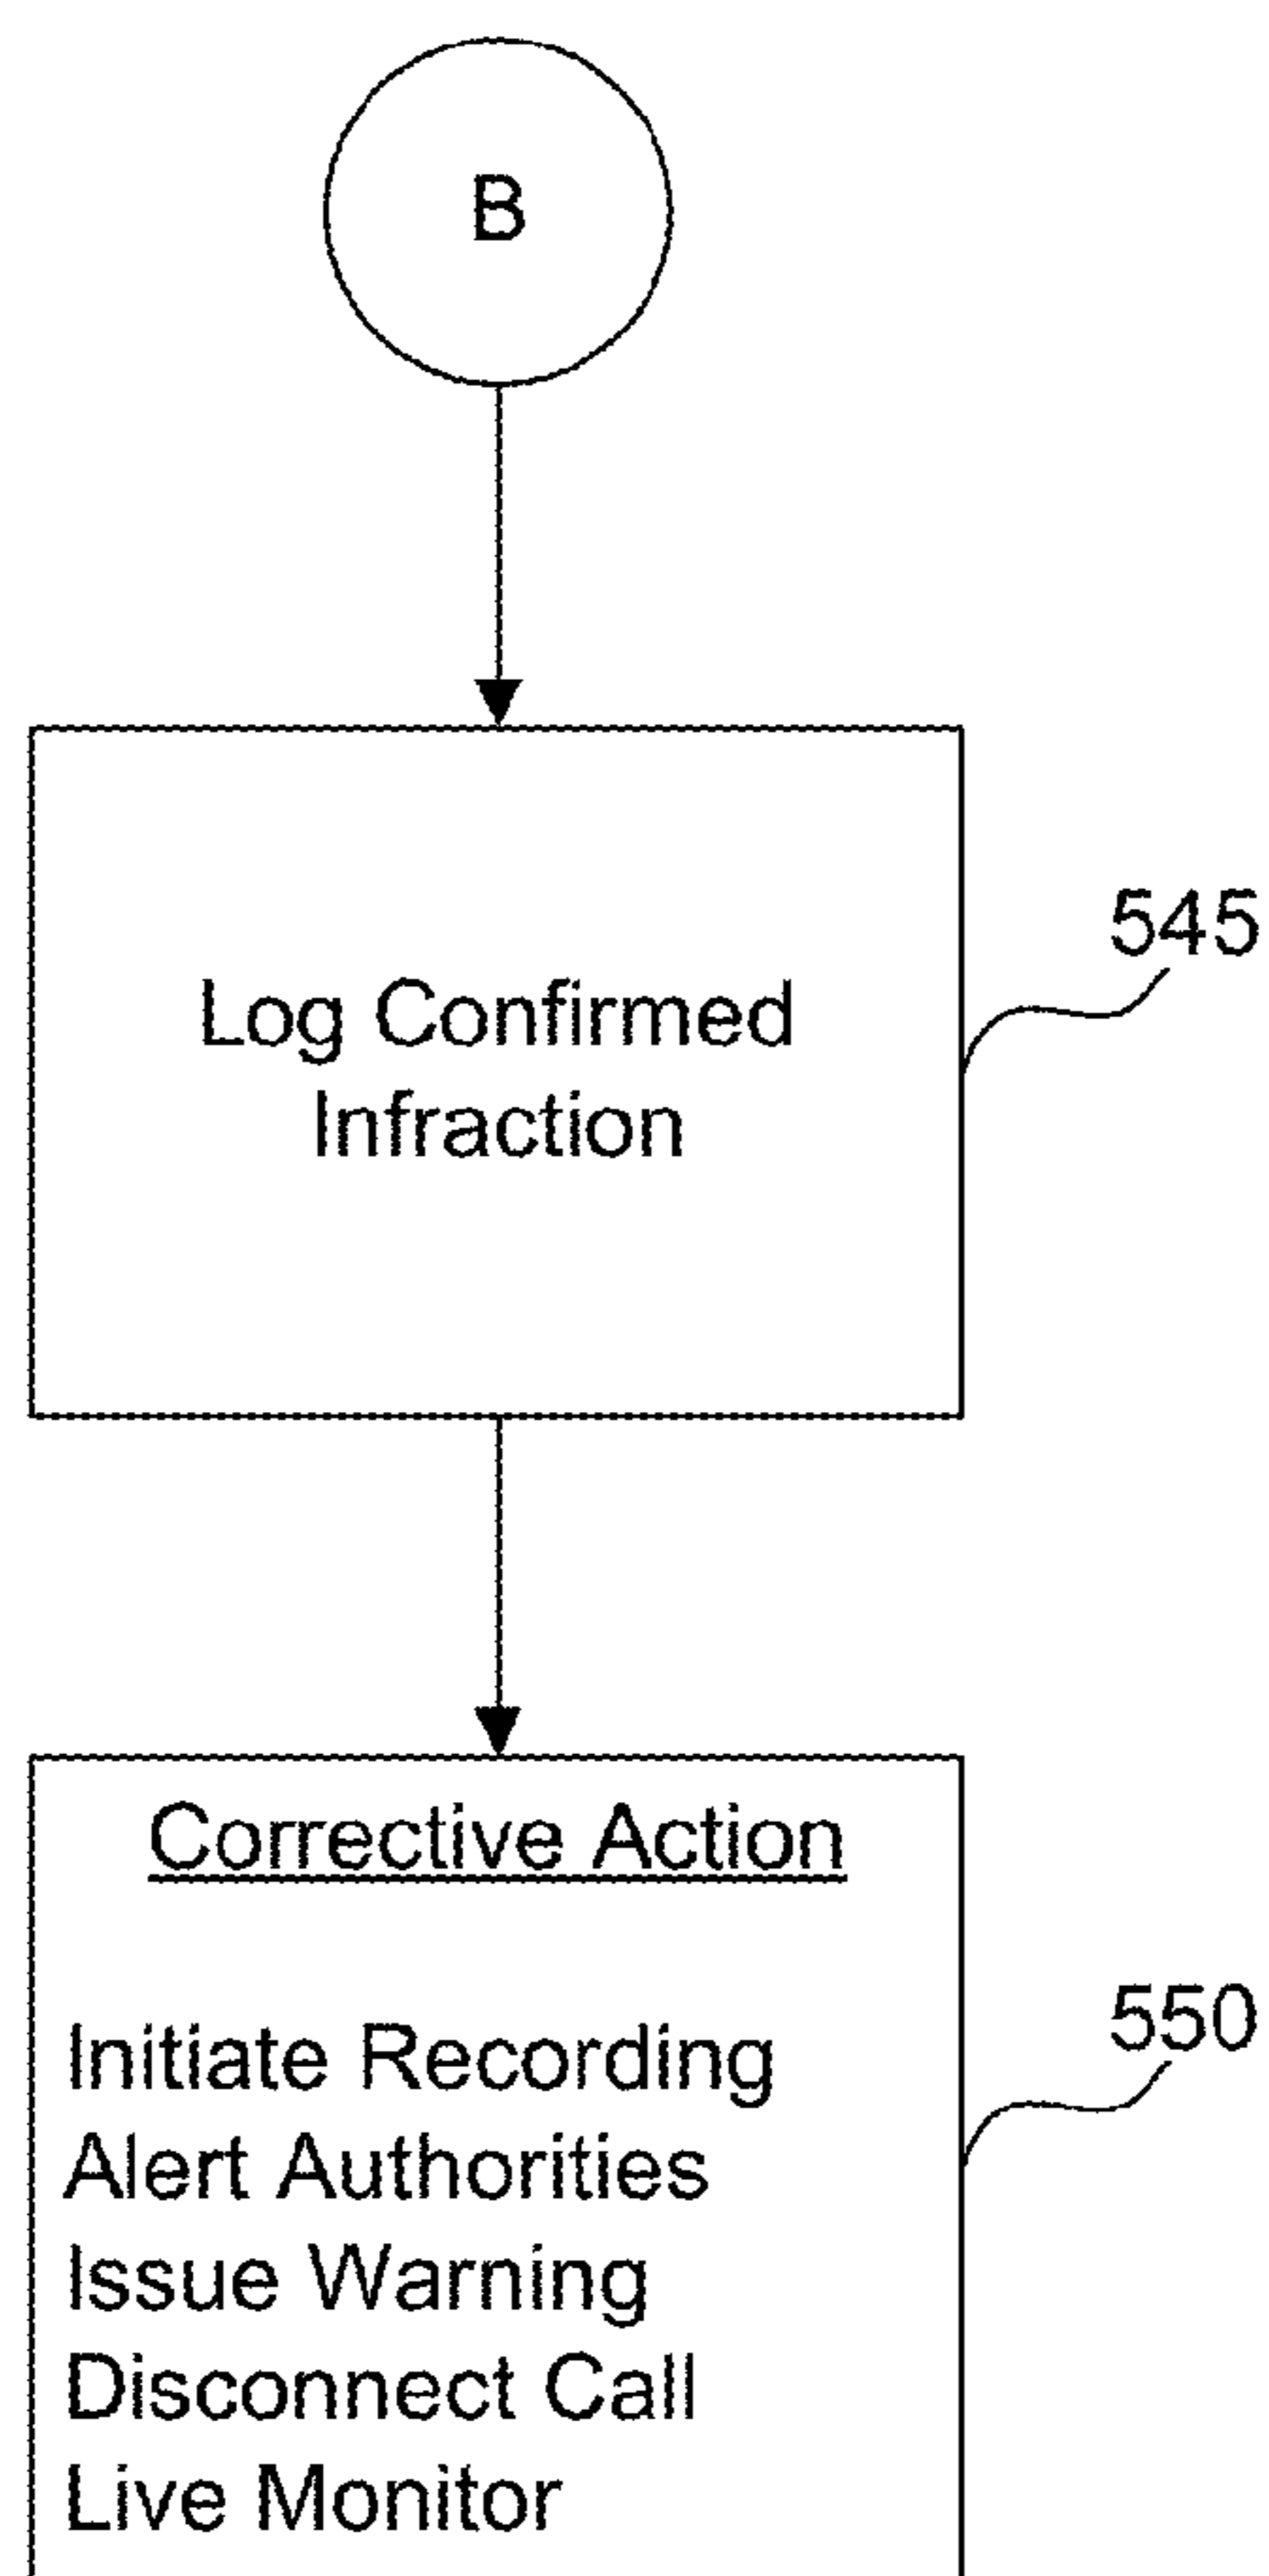 B
Log Confirmed
Infraction
545
Corrective Action
550
Initiate Recording
Alert Authorities
Issue Warning
Disconnect Call
Live Monitor